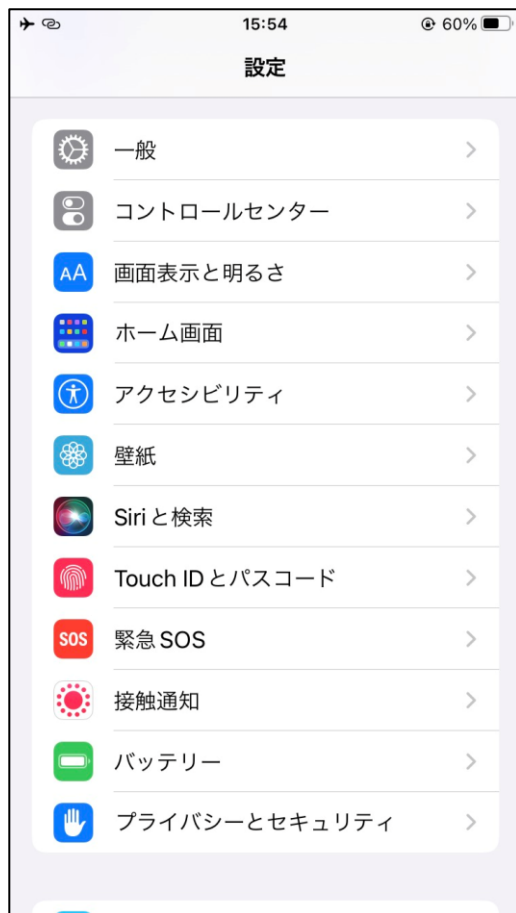 15:54
60%
設定
一般
コントロールセンター
AA 画面表示と明るさ
ホーム画面
アクセシビリティ
壁紙
Siriと検索
Touch IDとパスコード
SOS 緊急SOS
接触通知
バッテリー
プライバシーとセキュリティ